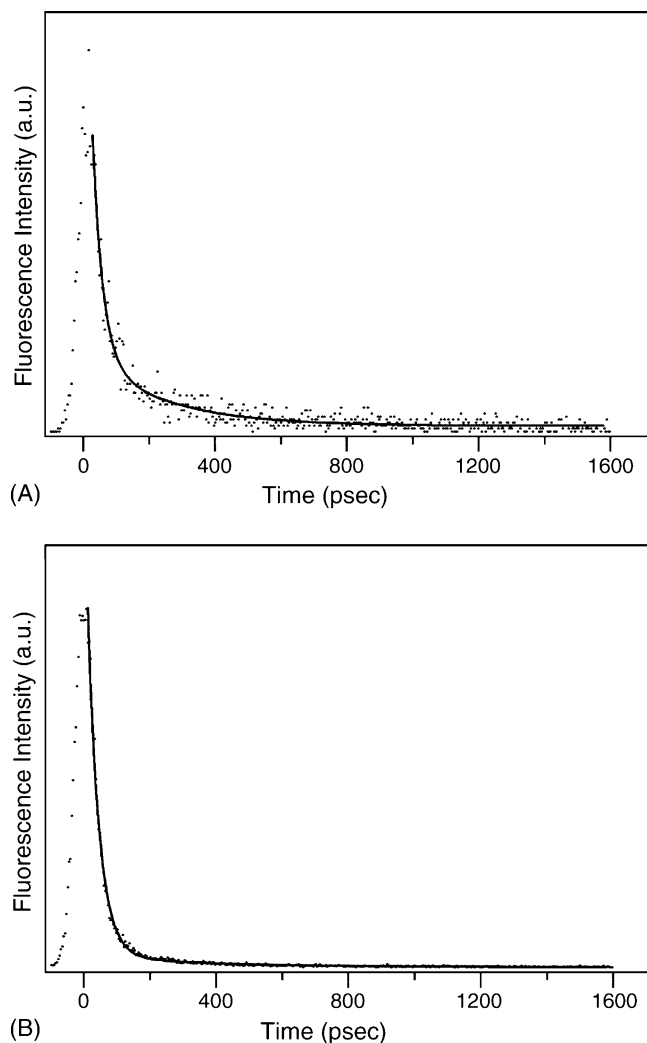 Fluorescence Intensity (a.u.)
0 400 800 1200 1600
(A) Time (psec)
Fluorescence Intensity (a.u.)
0 400 800 1200 1600
(B) Time (psec)